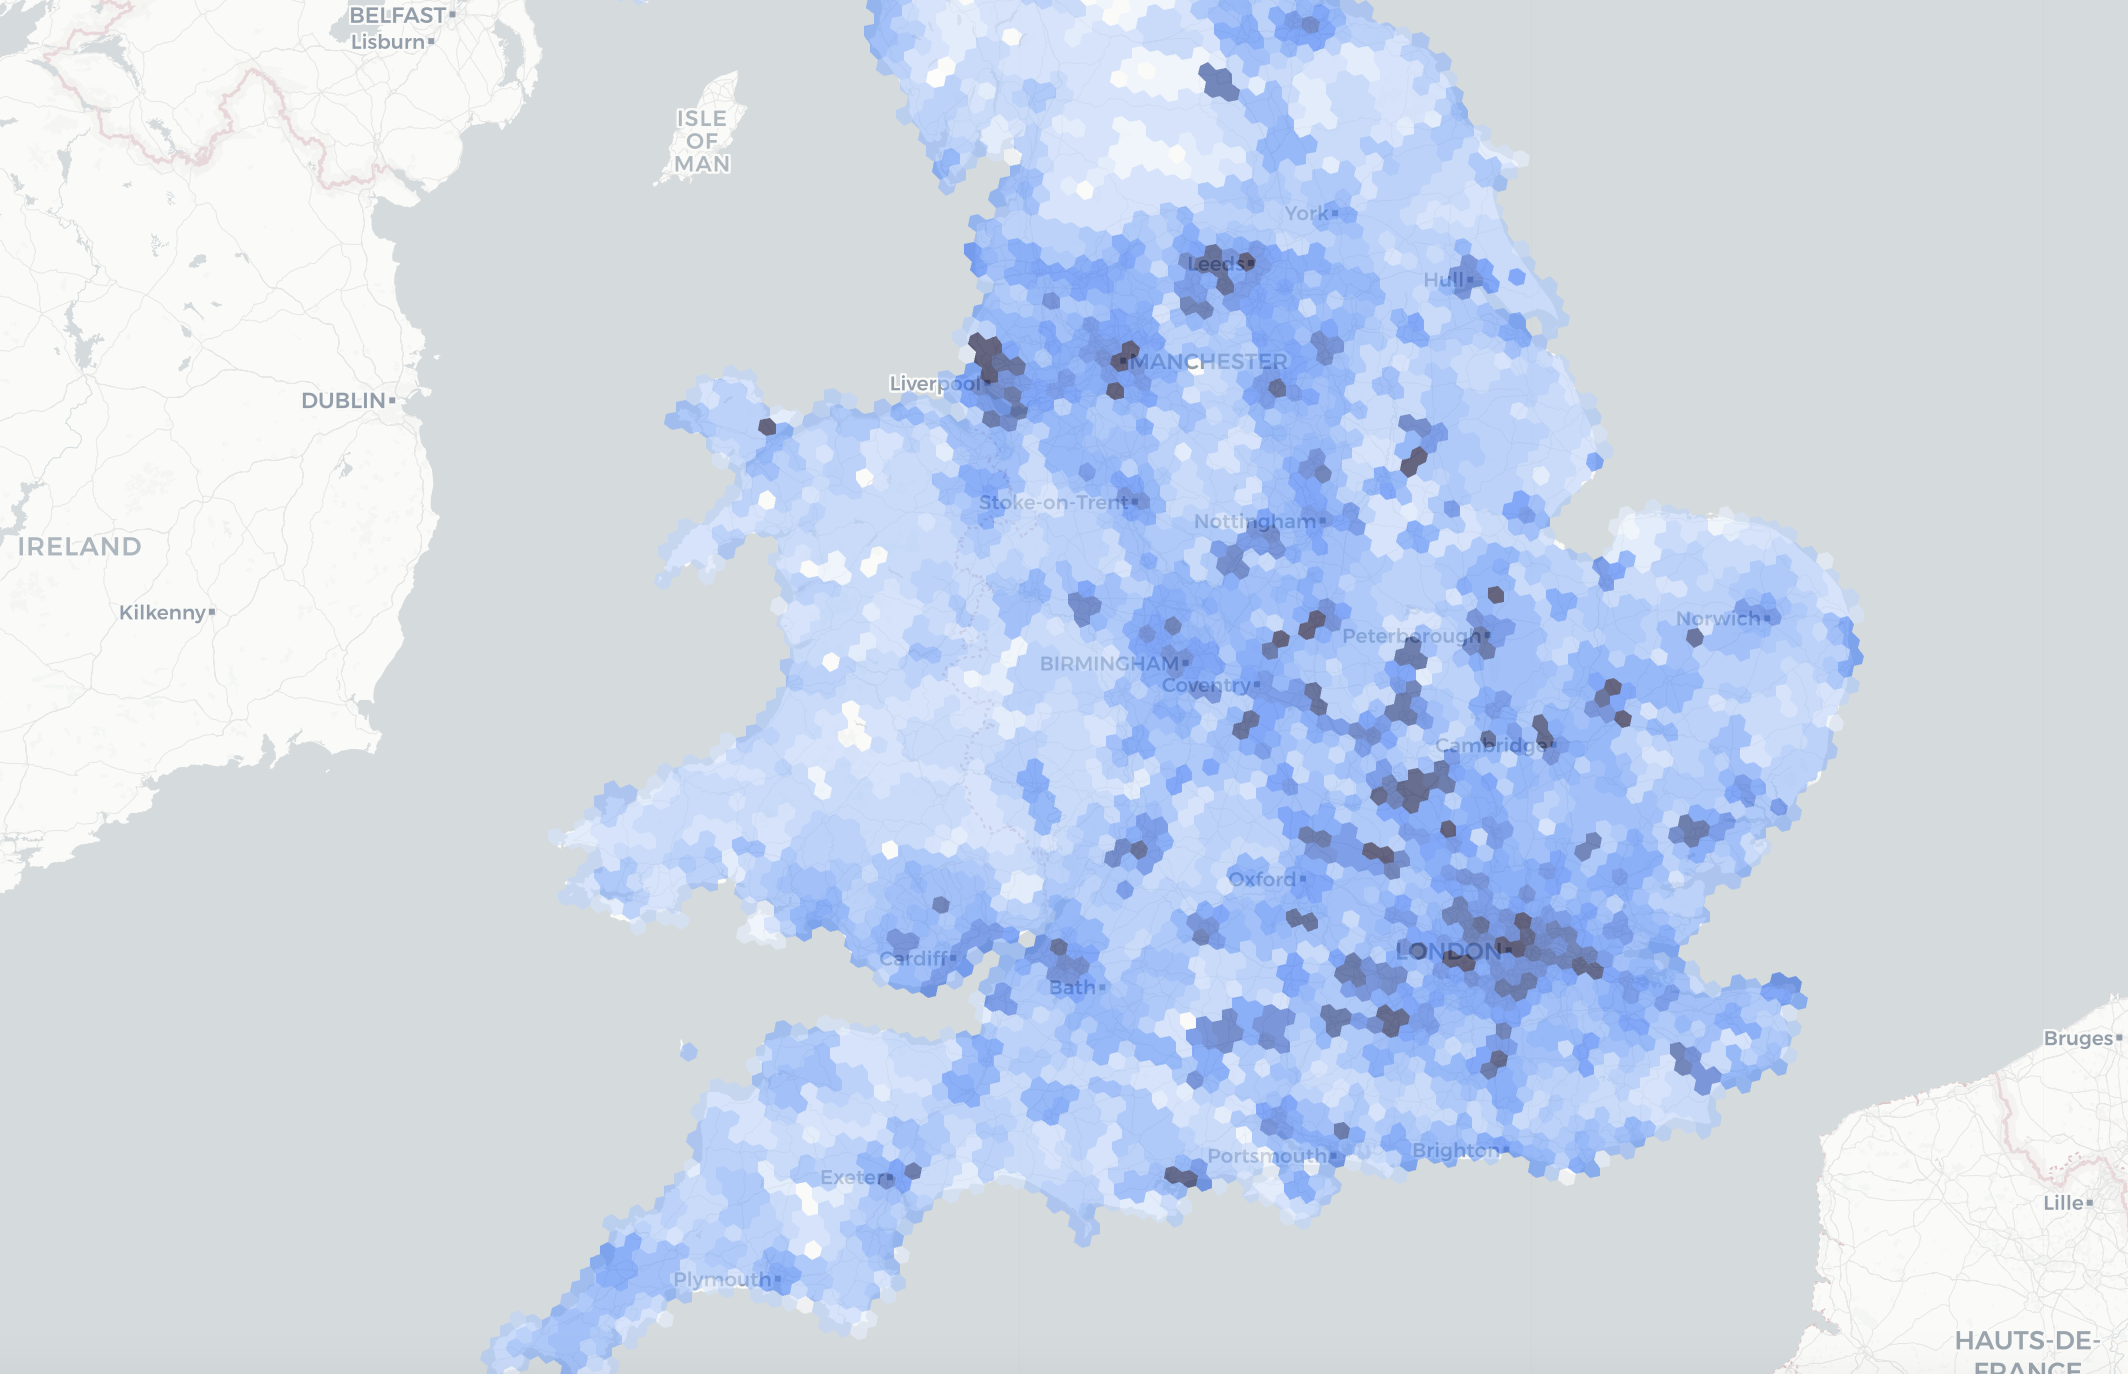 BELFAST
Lisburn
ISLE
OF
MAN
York
Leeds
Hull
MANCHESTER
Liverpool
DUBLIN
Stoke-on-Trent
Nottingham
IRELAND
Kilkenny
Norwich
Peterborough
BIRMINGHAM
Coventry
Cambridge
Oxford
LONDON
Cardiff
Bath
Bruges
Portsmouth
Brighton
Exeter
Lille
Plymouth
HAUTS-DE-
FRANCE